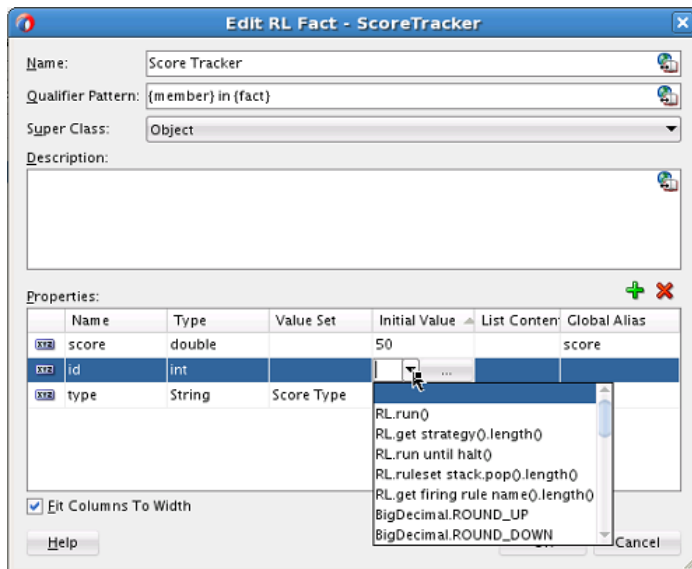 Edit RL Fact - ScoreTracker
Name: Score Tracker
Qualifier Pattern: {member} in {fact}
Super Class: Object
Description:
Properties:
Name Type Value Set Initial Value List Conten Global Alias
XYZ score double 50 score
XYZ id int ...
XYZ type String Score Type
RL.run()
RL.get strategy().length()
RL.run until halt()
RL.ruleset stack.pop().length()
RL.get firing rule name().length()
BigDecimal.ROUND_UP
BigDecimal.ROUND_DOWN
Fit Columns To Width
Help Cancel